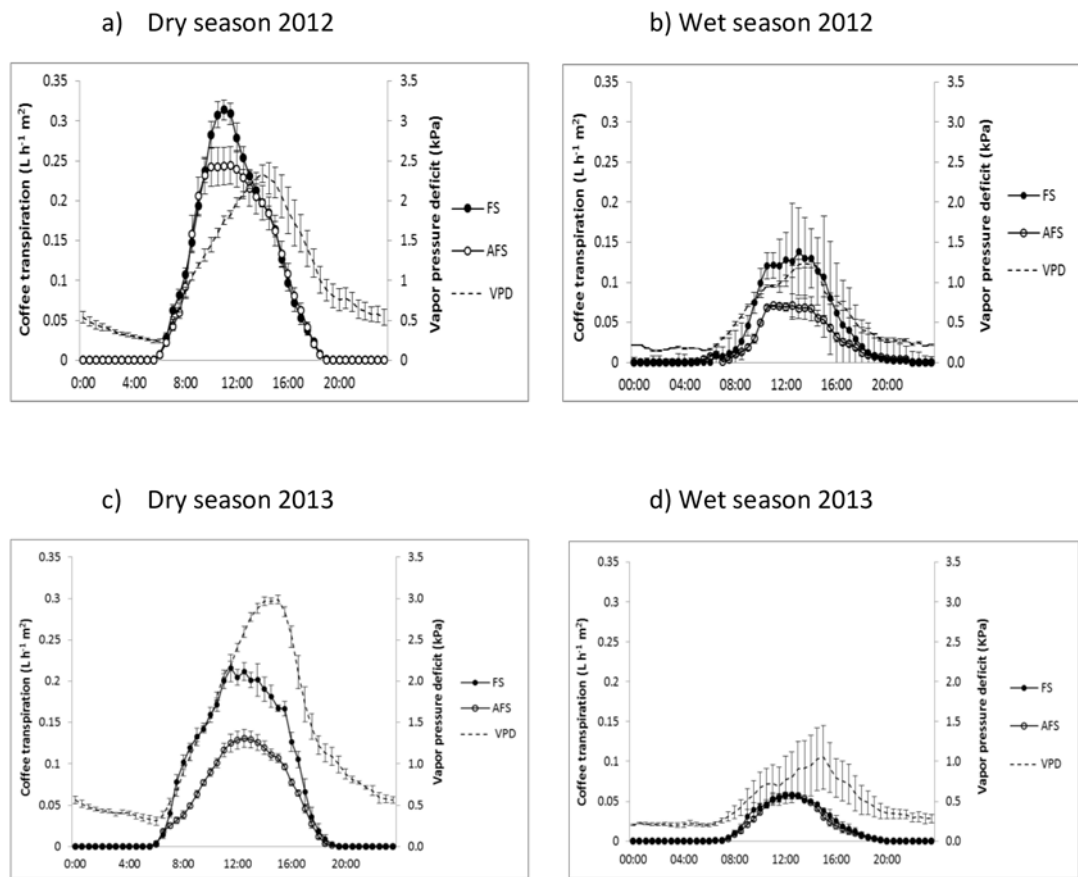 a) Dry season 2012
Coffee transpiration (L h⁻¹ m²)
0.35
0.3
0.25
0.2
0.15
0.1
0.05
0
3.5
3.0
2.5
2.0
1.5
1
0.5
0
Vapor pressure deficit (kPa)
0:00 4:00 8:00 12:00 16:00 20:00
FS
AFS
VPD
b) Wet season 2012
Coffee transpiration (L h⁻¹ m²)
0.35
0.3
0.25
0.2
0.15
0.1
0.05
0
3.5
3.0
2.5
2.0
1.5
1.0
0.5
0.0
Vapor pressure deficit (kPa)
00:00 04:00 08:00 12:00 16:00 20:00
FS
AFS
VPD
c) Dry season 2013
Coffee transpiration (L h⁻¹ m²)
0.35
0.3
0.25
0.2
0.15
0.1
0.05
0
3.5
3.0
2.5
2.0
1.5
1.0
0.5
0.0
Vapor pressure deficit (kPa)
0:00 4:00 8:00 12:00 16:00 20:00
FS
AFS
VPD
d) Wet season 2013
Coffee transpiration (L h⁻¹ m²)
0.35
0.3
0.25
0.2
0.15
0.1
0.05
0
3.5
3.0
2.5
2.0
1.5
1.0
0.5
0.0
Vapor pressure deficit (KPa)
00:00 04:00 08:00 12:00 16:00 20:00
FS
AFS
VPD